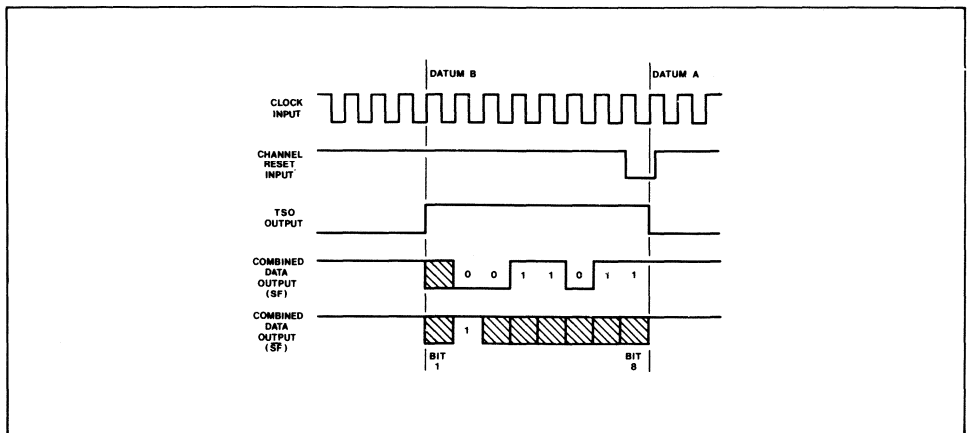 DATUM B DATUM A
CLOCK
INPUT
CHANNEL
RESET
INPUT
TSO
OUTPUT
COMBINED
DATA
OUTPUT
(SF)
0 0 1 1 0 1 1
COMBINED
DATA
OUTPUT
(S̅F̅)
1
BIT BIT
1 8